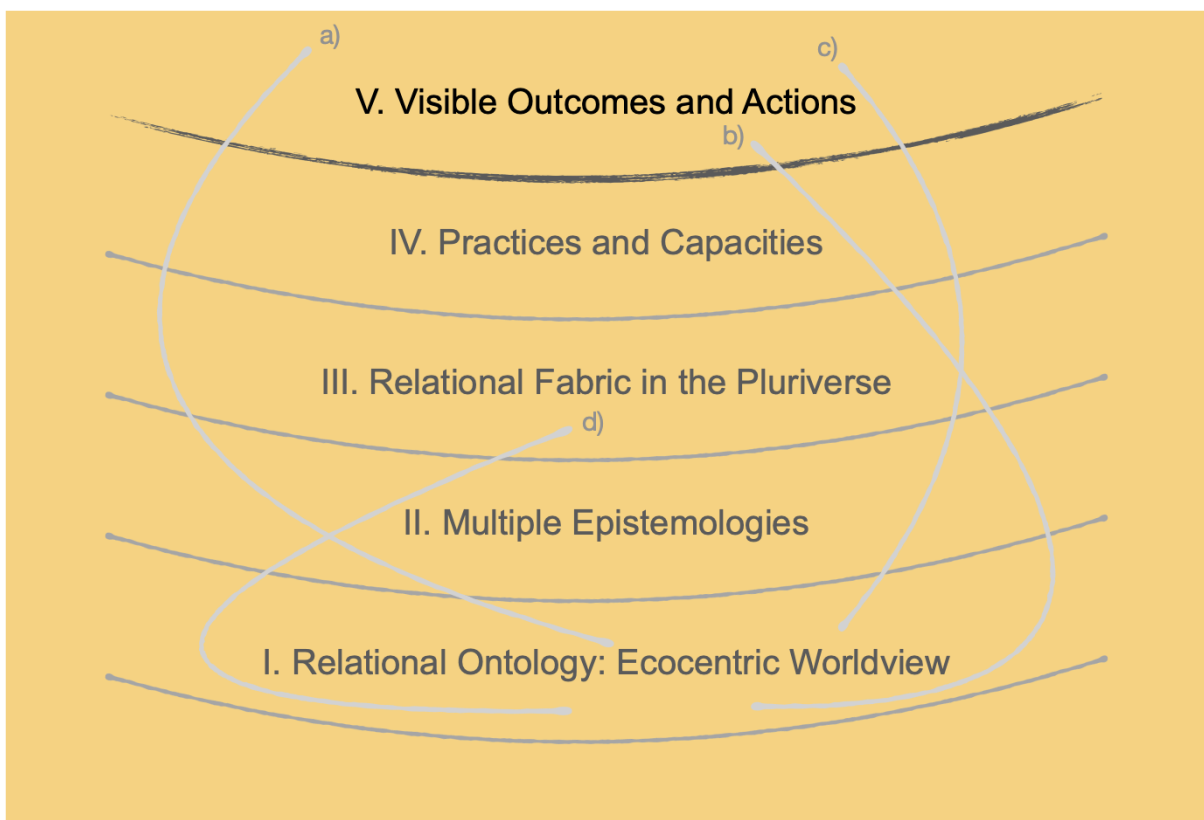 a)
c)
V. Visible Outcomes and Actions
b)
IV. Practices and Capacities
III. Relational Fabric in the Pluriverse
d)
II. Multiple Epistemologies
I. Relational Ontology: Ecocentric Worldview